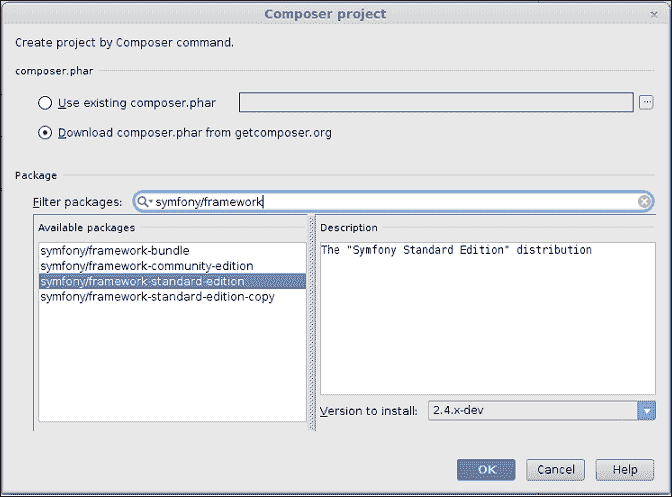 Composer project
Create project by Composer command.
composer.phar
Use existing composer.phar
...
Download composer.phar from getcomposer.org
Package
Filter packages: symfony/framework
Available packages
symfony/framework-bundle
symfony/framework-community-edition
symfony/framework-standard-edition
symfony/framework-standard-edition-copy
Description
The "Symfony Standard Edition" distribution
Version to install: 2.4.x-dev
OK Cancel Help